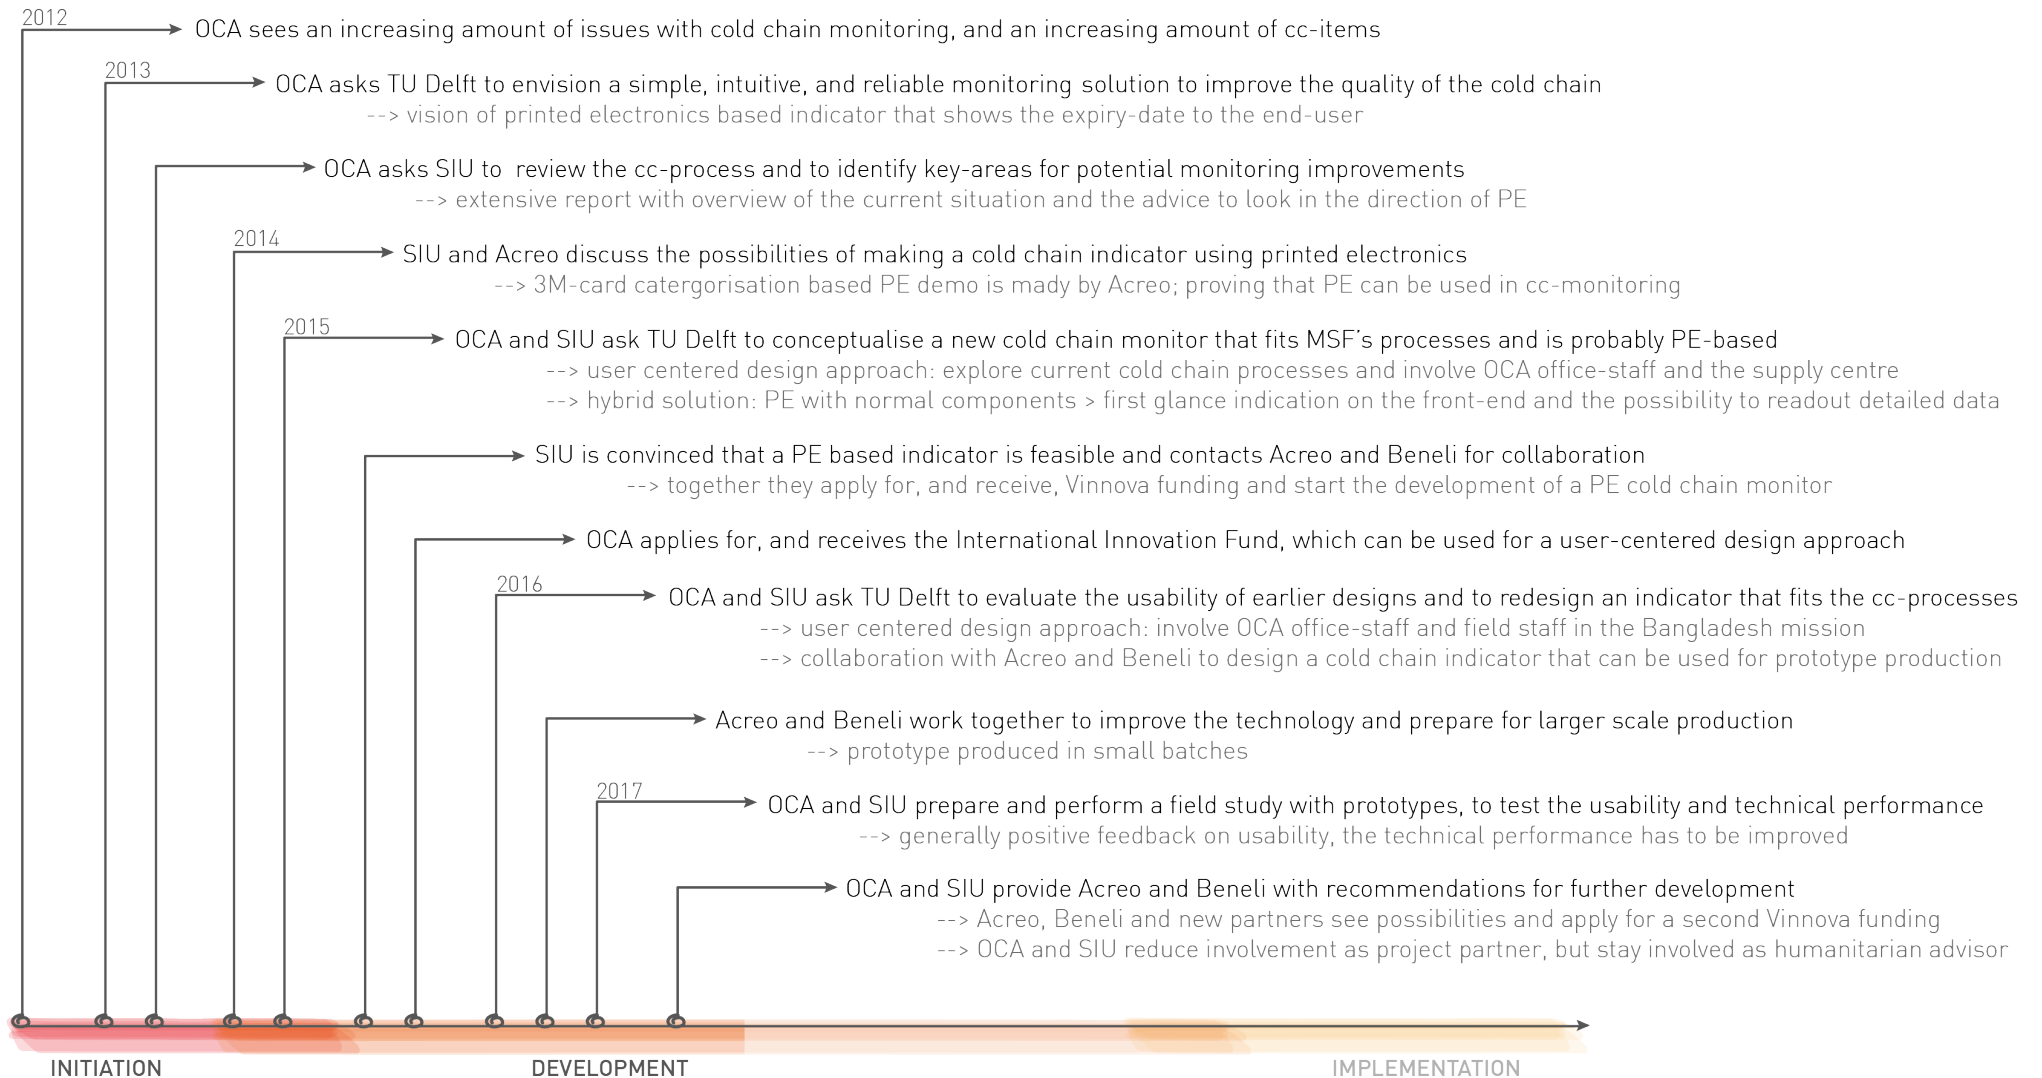 2012
OCA sees an increasing amount of issues with cold chain monitoring, and an increasing amount of cc-items
2013
OCA asks TU Delft to envision a simple, intuitive, and reliable monitoring solution to improve the quality of the cold chain
--> vision of printed electronics based indicator that shows the expiry-date to the end-user
OCA asks SIU to  review the cc-process and to identify key-areas for potential monitoring improvements
--> extensive report with overview of the current situation and the advice to look in the direction of PE
2014
SIU and Acreo discuss the possibilities of making a cold chain indicator using printed electronics
--> 3M-card catergorisation based PE demo is mady by Acreo; proving that PE can be used in cc-monitoring
2015
OCA and SIU ask TU Delft to conceptualise a new cold chain monitor that fits MSF's processes and is probably PE-based
--> user centered design approach: explore current cold chain processes and involve OCA office-staff and the supply centre
--> hybrid solution: PE with normal components > first glance indication on the front-end and the possibility to readout detailed data
SIU is convinced that a PE based indicator is feasible and contacts Acreo and Beneli for collaboration
--> together they apply for, and receive, Vinnova funding and start the development of a PE cold chain monitor
OCA applies for, and receives the International Innovation Fund, which can be used for a user-centered design approach
2016
OCA and SIU ask TU Delft to evaluate the usability of earlier designs and to redesign an indicator that fits the cc-processes
--> user centered design approach: involve OCA office-staff and field staff in the Bangladesh mission
--> collaboration with Acreo and Beneli to design a cold chain indicator that can be used for prototype production
Acreo and Beneli work together to improve the technology and prepare for larger scale production
--> prototype produced in small batches
2017
OCA and SIU prepare and perform a field study with prototypes, to test the usability and technical performance
--> generally positive feedback on usability, the technical performance has to be improved
OCA and SIU provide Acreo and Beneli with recommendations for further development
--> Acreo, Beneli and new partners see possibilities and apply for a second Vinnova funding
--> OCA and SIU reduce involvement as project partner, but stay involved as humanitarian advisor
INITIATION DEVELOPMENT IMPLEMENTATION